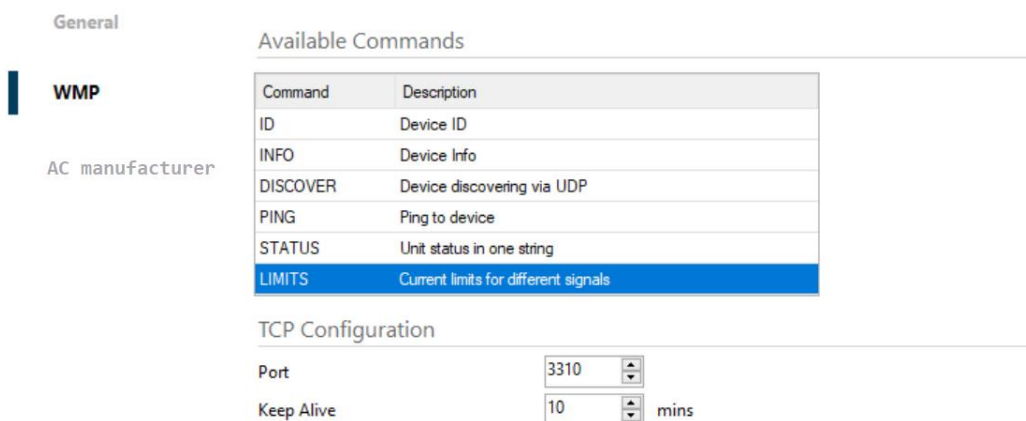 General
Available Commands
WMP
Command Description
ID Device ID
INFO Device Info
AC manufacturer
DISCOVER Device discovering via UDP
PING Ping to device
STATUS Unit status in one string
LIMITS Current limits for different signals
TCP Configuration
Port 3310
Keep Alive 10 mins